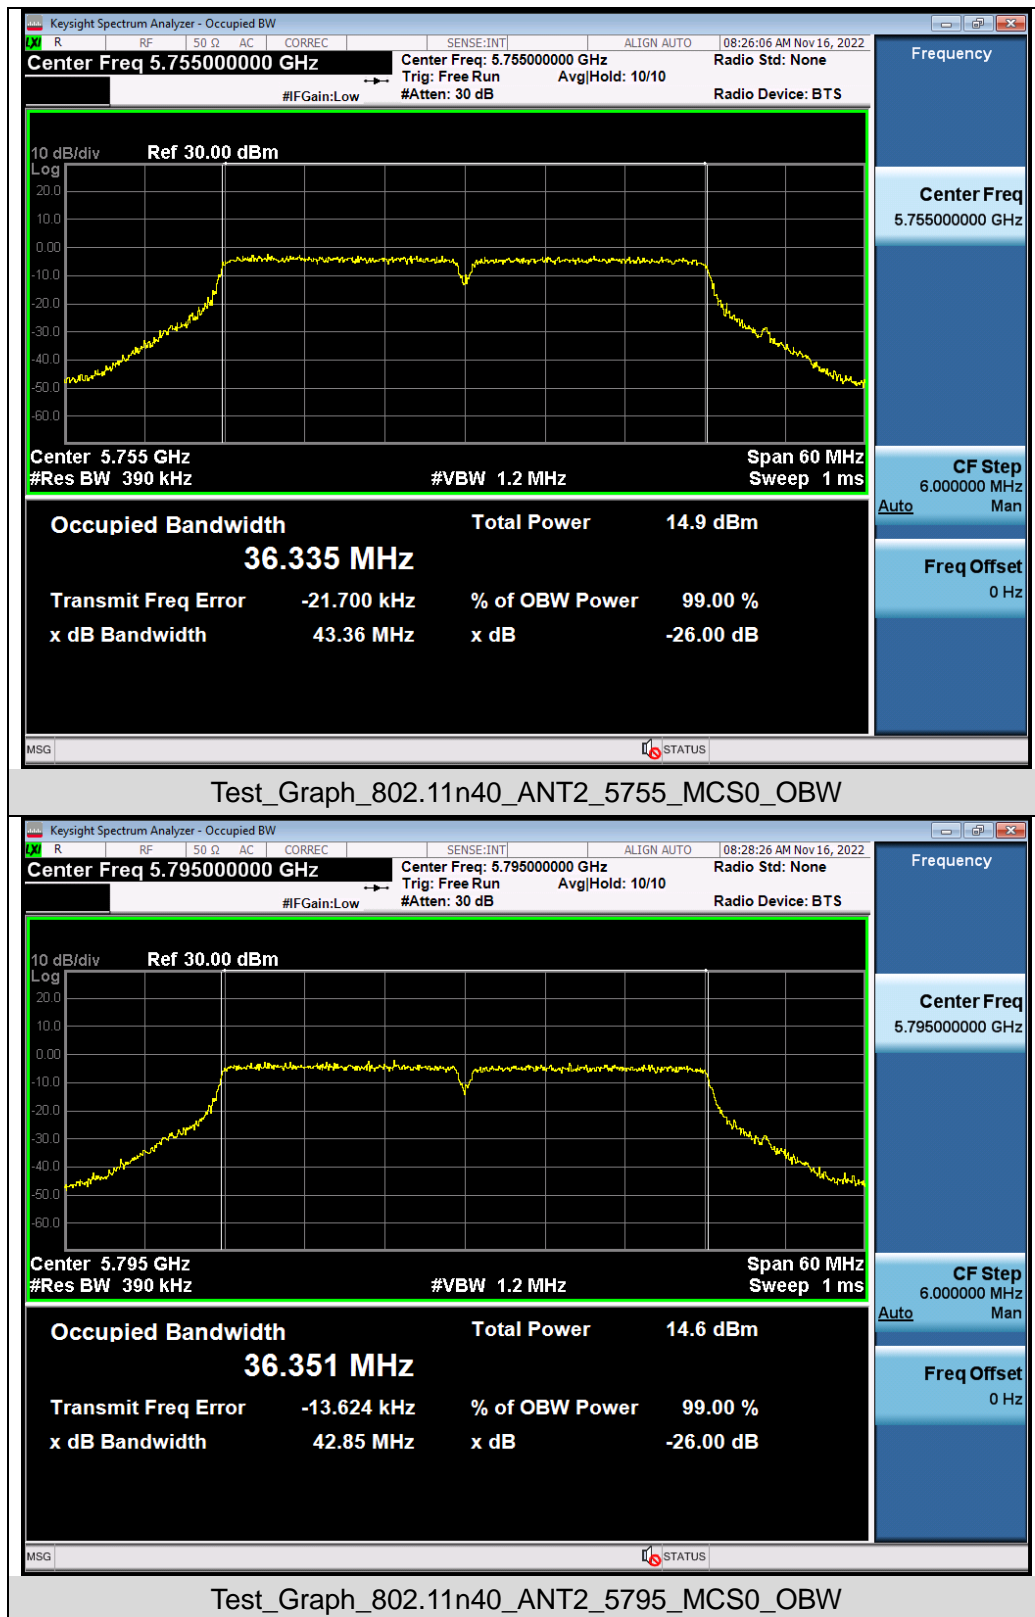 Keysight Spectrum Analyzer - Occupied BW
LXI R RF 50 Ω AC CORREC SENSE:INT ALIGN AUTO 08:26:06 AM Nov 16, 2022
Center Freq 5.755000000 GHz
Center Freq: 5.755000000 GHz
Radio Std: None
Trig: Free Run Avg|Hold: 10/10
#IFGain:Low
#Atten: 30 dB
Radio Device: BTS
Frequency
10 dB/div Ref 30.00 dBm
Log
20.0
10.0
0.00
-10.0
-20.0
-30.0
-40.0
-50.0
-60.0
Center Freq
5.755000000 GHz
Center 5.755 GHz Span 60 MHz
#Res BW 390 kHz #VBW 1.2 MHz Sweep 1 ms
CF Step
6.000000 MHz
Auto Man
Occupied Bandwidth Total Power 14.9 dBm
36.335 MHz
Transmit Freq Error -21.700 kHz % of OBW Power 99.00 %
x dB Bandwidth 43.36 MHz x dB -26.00 dB
Freq Offset
0 Hz
MSG STATUS
Test_Graph_802.11n40_ANT2_5755_MCS0_OBW
Keysight Spectrum Analyzer - Occupied BW
LXI R RF 50 Ω AC CORREC SENSE:INT ALIGN AUTO 08:28:26 AM Nov 16, 2022
Center Freq 5.795000000 GHz
Center Freq: 5.795000000 GHz
Radio Std: None
Trig: Free Run Avg|Hold: 10/10
#IFGain:Low
#Atten: 30 dB
Radio Device: BTS
Frequency
10 dB/div Ref 30.00 dBm
Log
20.0
10.0
0.00
-10.0
-20.0
-30.0
-40.0
-50.0
-60.0
Center Freq
5.795000000 GHz
Center 5.795 GHz Span 60 MHz
#Res BW 390 kHz #VBW 1.2 MHz Sweep 1 ms
CF Step
6.000000 MHz
Auto Man
Occupied Bandwidth Total Power 14.6 dBm
36.351 MHz
Transmit Freq Error -13.624 kHz % of OBW Power 99.00 %
x dB Bandwidth 42.85 MHz x dB -26.00 dB
Freq Offset
0 Hz
MSG STATUS
Test_Graph_802.11n40_ANT2_5795_MCS0_OBW